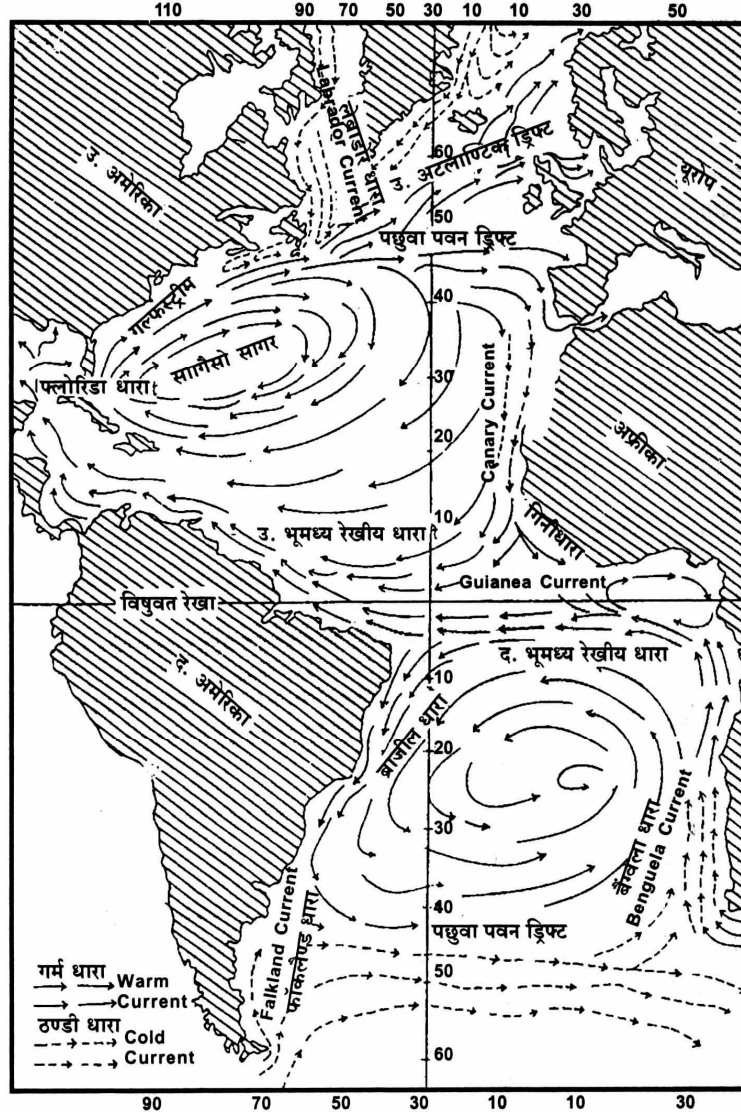 110 90 70 50 30 10 10 30 50
लेब्राडोर धारा
Labrador Current
उ. अमेरिका
60
उ. अटलाण्टिक ड्रिफ्ट
यूरोप
50
पछुवा पवन ड्रिफ्ट
गल्फस्ट्रीम
40
सार्गैसो सागर
फ्लोरिडा धारा
30
Canary Current
अफ्रीका
20
10
गिनीधारा
उ. भूमध्य रेखीय धारा
Guianea Current
विषुवत रेखा
द. भूमध्य रेखीय धारा
10
द. अमेरिका
ब्राजील धारा
20
30
बैंग्वेला धारा
Benguela Current
40
पछुवा पवन ड्रिफ्ट
Falkland Current
फाकलैण्ड धारा
50
60
गर्म धारा
Warm
Current
ठण्डी धारा
Cold
Current
90 70 50 30 10 10 30